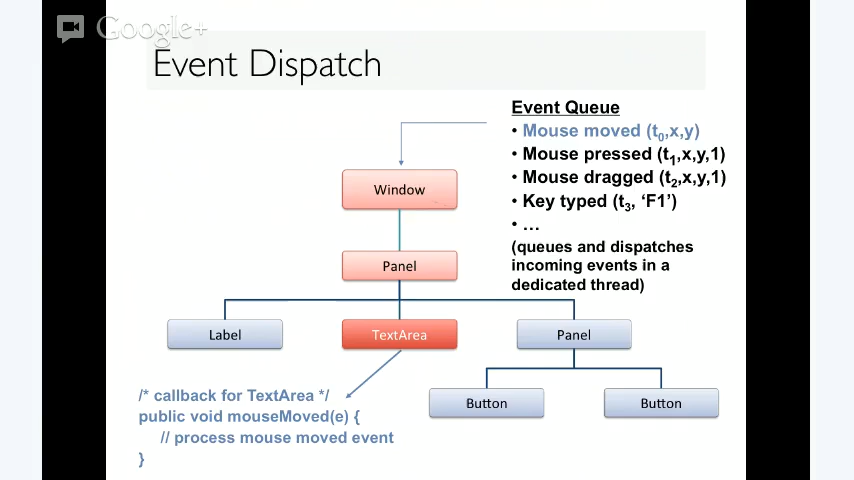 Google+
Event Dispatch
Event Queue
• Mouse moved (t0,x,y)
• Mouse pressed (t1,x,y,1)
• Mouse dragged (t2,x,y,1)
• Key typed (t3, ‘F1’)
• …
(queues and dispatches
incoming events in a
dedicated thread)
Window
Panel
Label
TextArea
Panel
Button
Button
/* callback for TextArea */
public void mouseMoved(e) {
// process mouse moved event
}